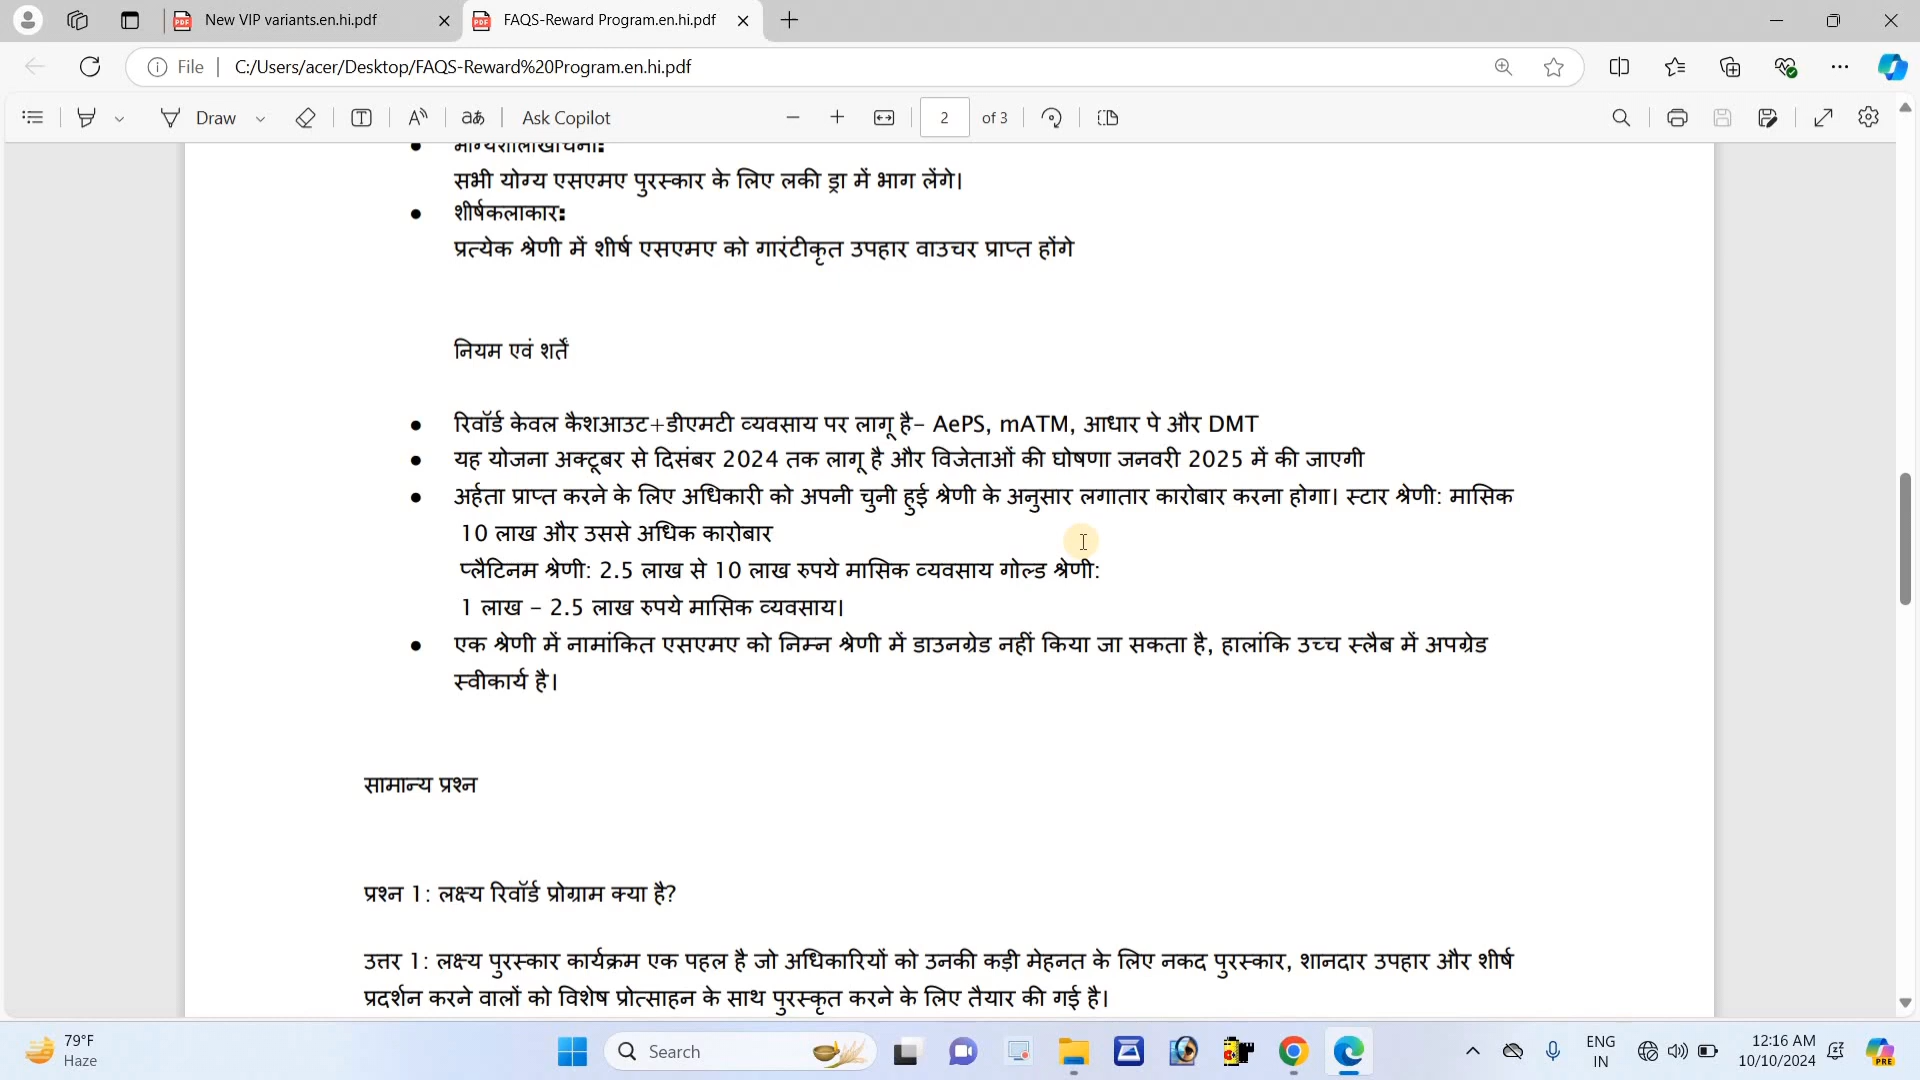 New VIP variants.en.hi.pdf
FAQS-Reward Program.en.hi.pdf
File
C:/Users/acer/Desktop/FAQS-Reward%20Program.en.hi.pdf
Draw
aあ
Ask Copilot
2
of 3
सभी योग्य एसएमए पुरस्कार के लिए लकी ड्रा में भाग लेंगे।
● शीर्षकलाकार:
प्रत्येक श्रेणी में शीर्ष एसएमए को गारंटीकृत उपहार वाउचर प्राप्त होंगे
नियम एवं शर्तें
● रिवॉर्ड केवल कैशआउट+डीएमटी व्यवसाय पर लागू है- AePS, mATM, आधार पे और DMT
● यह योजना अक्टूबर से दिसंबर 2024 तक लागू है और विजेताओं की घोषणा जनवरी 2025 में की जाएगी
● अर्हता प्राप्त करने के लिए अधिकारी को अपनी चुनी हुई श्रेणी के अनुसार लगातार कारोबार करना होगा। स्टार श्रेणी: मासिक
10 लाख और उससे अधिक कारोबार
प्लैटिनम श्रेणी: 2.5 लाख से 10 लाख रुपये मासिक व्यवसाय गोल्ड श्रेणी:
1 लाख - 2.5 लाख रुपये मासिक व्यवसाय।
● एक श्रेणी में नामांकित एसएमए को निम्न श्रेणी में डाउनग्रेड नहीं किया जा सकता है, हालांकि उच्च स्लैब में अपग्रेड
स्वीकार्य है।
सामान्य प्रश्न
प्रश्न 1: लक्ष्य रिवॉर्ड प्रोग्राम क्या है?
उत्तर 1: लक्ष्य पुरस्कार कार्यक्रम एक पहल है जो अधिकारियों को उनकी कड़ी मेहनत के लिए नकद पुरस्कार, शानदार उपहार और शीर्ष
प्रदर्शन करने वालों को विशेष प्रोत्साहन के साथ पुरस्कृत करने के लिए तैयार की गई है।
79°F
Haze
Search
ENG
IN
12:16 AM
10/10/2024
PRE